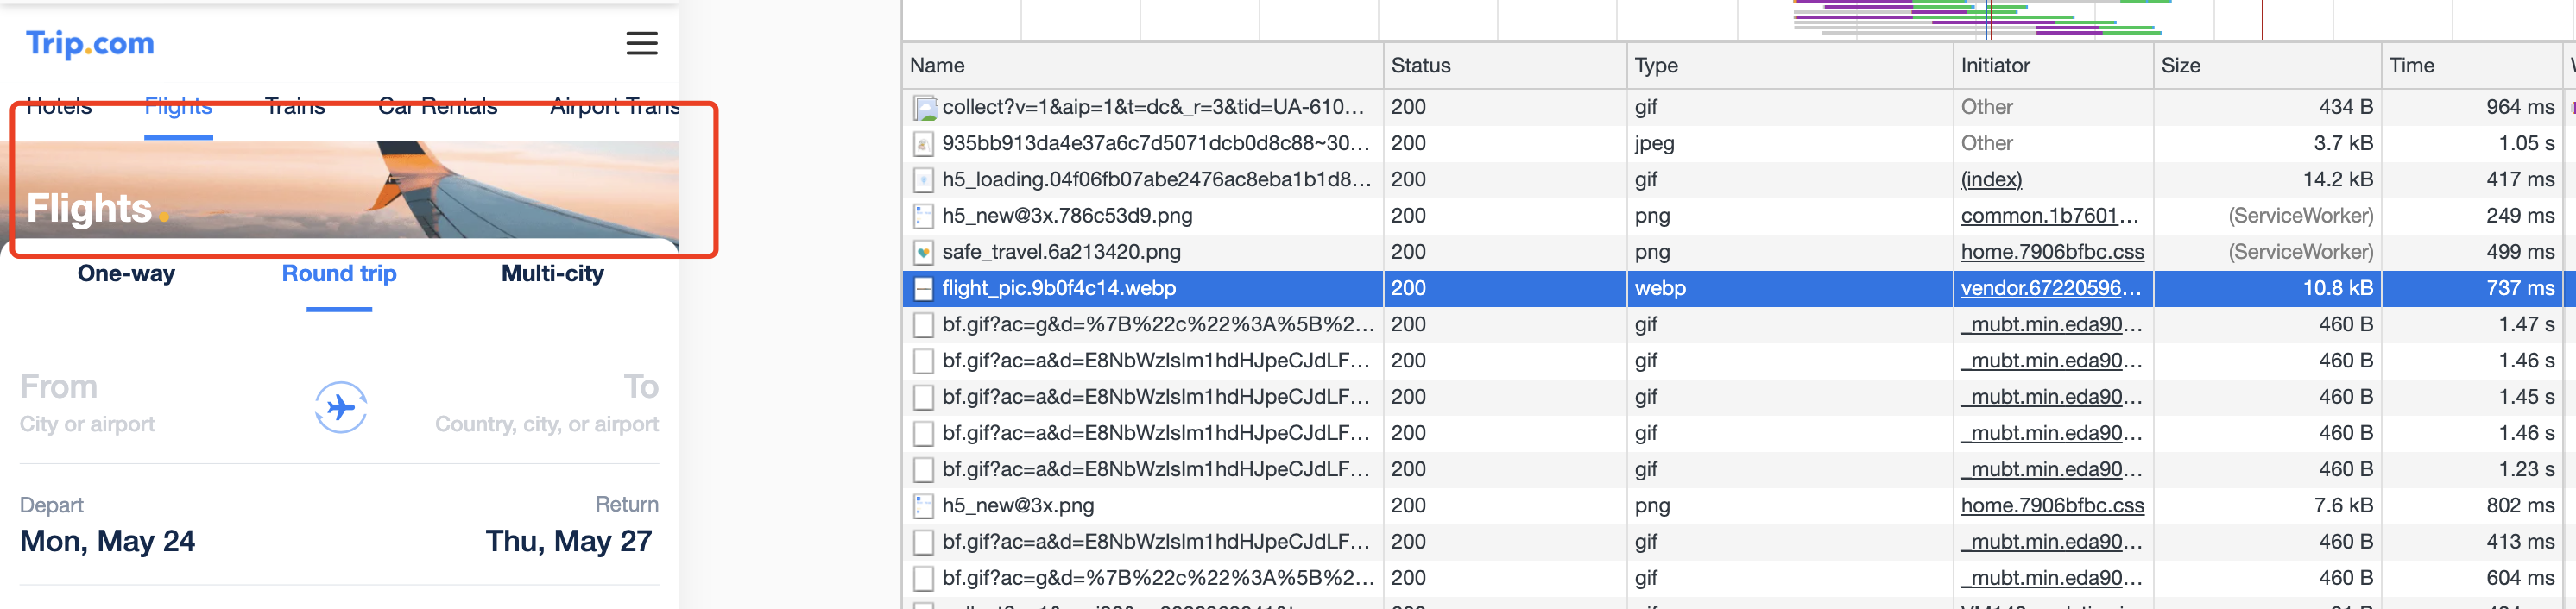 Trip.com
Hotels Flights Trains Car Rentals Airport Trans
Flights.
One-way Round trip Multi-city
From To
City or airport Country, city, or airport
Depart Return
Mon, May 24 Thu, May 27
Name Status Type Initiator Size Time
collect?v=1&aip=1&t=dc&_r=3&tid=UA-610... 200 gif Other 434 B 964 ms
935bb913da4e37a6c7d5071dcb0d8c88~30... 200 jpeg Other 3.7 kB 1.05 s
h5_loading.04f06fb07abe2476ac8eba1b1d8... 200 gif (index) 14.2 kB 417 ms
h5_new@3x.786c53d9.png 200 png common.1b7601... (ServiceWorker) 249 ms
safe_travel.6a213420.png 200 png home.7906bfbc.css (ServiceWorker) 499 ms
flight_pic.9b0f4c14.webp 200 webp vendor.67220596... 10.8 kB 737 ms
bf.gif?ac=g&d=%7B%22c%22%3A%5B%2... 200 gif _mubt.min.eda90... 460 B 1.47 s
bf.gif?ac=a&d=E8NbWzIsIm1hdHJpeCJdLF... 200 gif _mubt.min.eda90... 460 B 1.46 s
bf.gif?ac=a&d=E8NbWzIsIm1hdHJpeCJdLF... 200 gif _mubt.min.eda90... 460 B 1.45 s
bf.gif?ac=a&d=E8NbWzIsIm1hdHJpeCJdLF... 200 gif _mubt.min.eda90... 460 B 1.46 s
bf.gif?ac=a&d=E8NbWzIsIm1hdHJpeCJdLF... 200 gif _mubt.min.eda90... 460 B 1.23 s
h5_new@3x.png 200 png home.7906bfbc.css 7.6 kB 802 ms
bf.gif?ac=a&d=E8NbWzIsIm1hdHJpeCJdLF... 200 gif _mubt.min.eda90... 460 B 413 ms
bf.gif?ac=g&d=%7B%22c%22%3A%5B%2... 200 gif _mubt.min.eda90... 460 B 604 ms